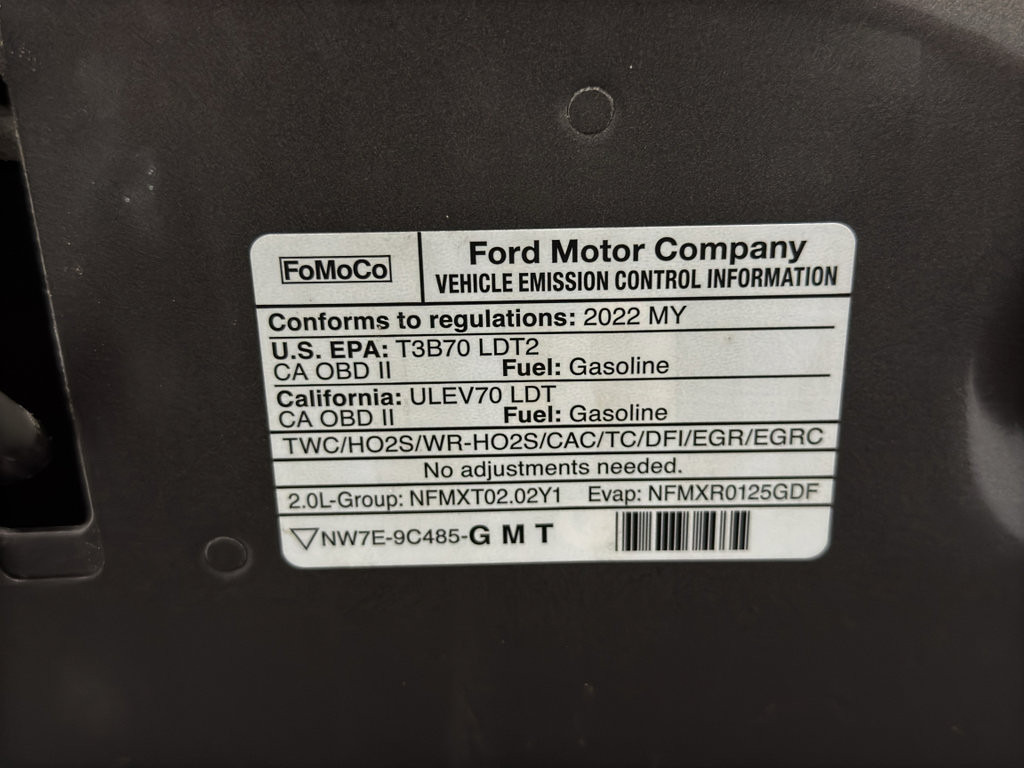 FoMoCo
Ford Motor Company
VEHICLE EMISSION CONTROL INFORMATION
Conforms to regulations: 2022 MY
U.S. EPA: T3B70 LDT2
CA OBD II Fuel: Gasoline
California: ULEV70 LDT
CA OBD II Fuel: Gasoline
TWC/HO2S/WR-HO2S/CAC/TC/DFI/EGR/EGRC
No adjustments needed.
2.0L-Group: NFMXT02.02Y1 Evap: NFMXR0125GDF
NW7E-9C485-G M T